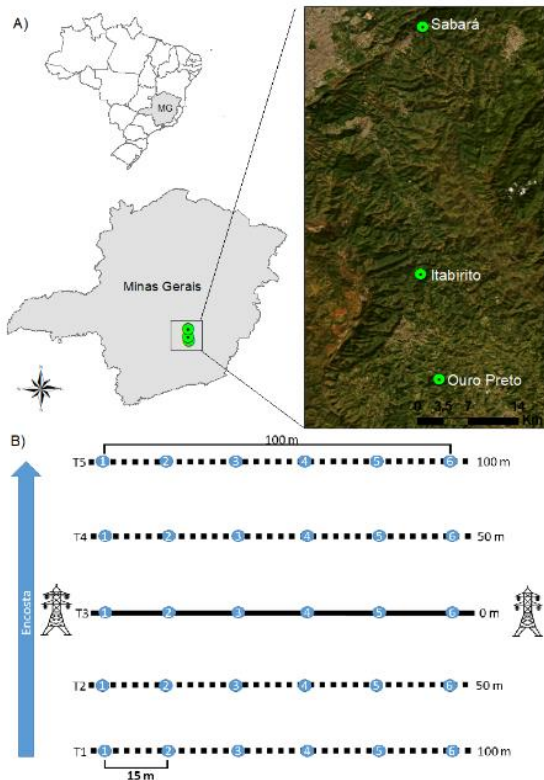 A)
MG
Minas Gerais
Sabará
Itabirito
Ouro Preto
0 3,5 7 14
Km
B)
100 m
T5 1 2 3 4 5 6 100 m
T4 1 2 3 4 5 6 50 m
T3 1 2 3 4 5 6 0 m
T2 1 2 3 4 5 6 50 m
T1 1 2 3 4 5 6 100 m
15 m
Encosta